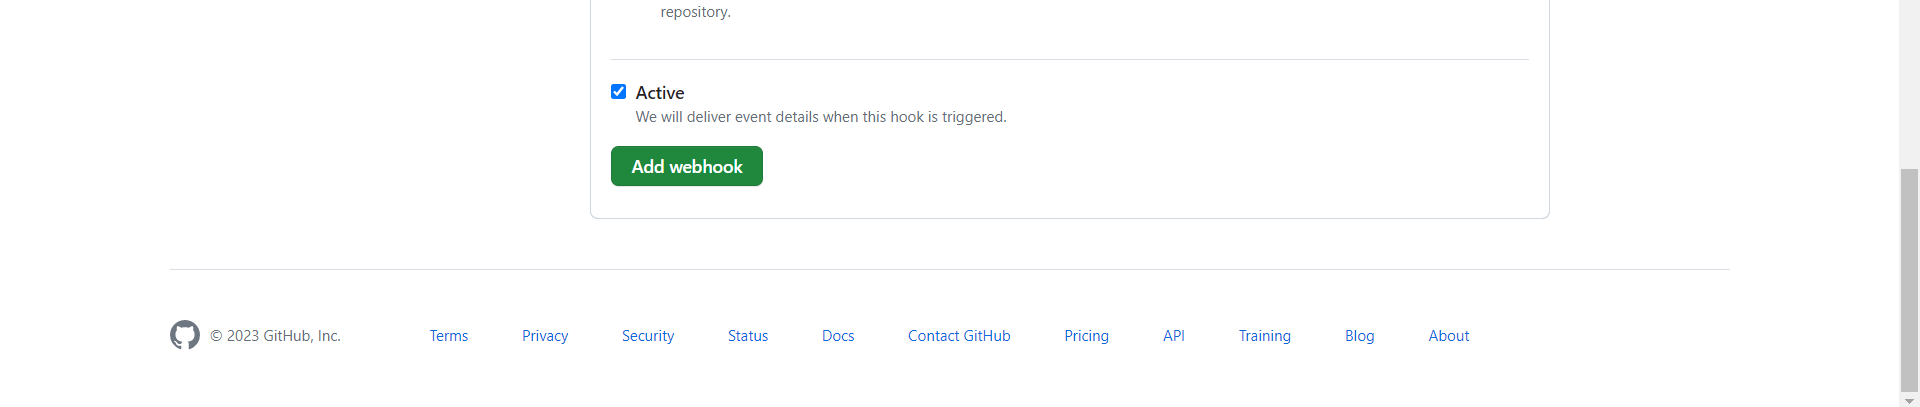 repository.
Active
We will deliver event details when this hook is triggered.
Add webhook
© 2023 GitHub, Inc. Terms Privacy Security Status Docs Contact GitHub Pricing API Training Blog About